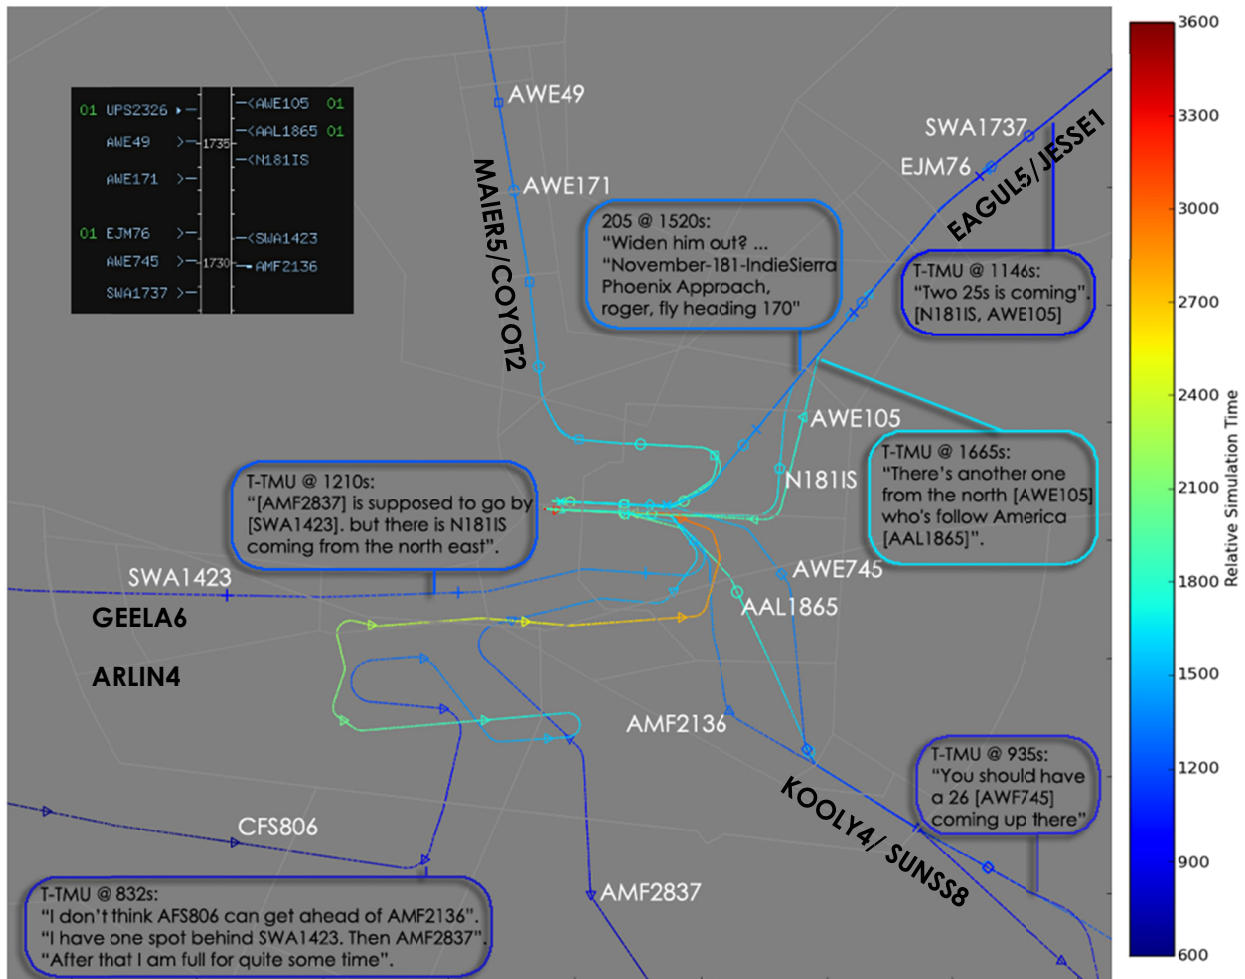 AWE49
SWA1737
EJM76
EAGUL5/JESSE1
01 UPS2326
AWE49
AWE171
01 EJM76
AWE745
SWA1737
1735
1730
<AWE105 01
<AAL1865 01
<N181IS
<SWA1423
AMF2136
MAIER5/COYOT2
AWE171
205 @ 1520s:
"Widen him out? ...
"November-181-IndieSierra
Phoenix Approach,
roger, fly heading 170"
T-TMU @ 1146s:
"Two 25s is coming".
[N181IS, AWE105]
AWE105
N181IS
T-TMU @ 1665s:
"There's another one
from the north [AWE105]
who's follow America
[AAL1865]".
T-TMU @ 1210s:
"[AMF2837] is supposed to go by
[SWA1423]. but there is N181IS
coming from the north east".
SWA1423
GEELA6
ARLIN4
AWE745
AAL1865
AMF2136
KOOLY4/ SUNSS8
T-TMU @ 935s:
"You should have
a 26 [AWF745]
coming up there"
CFS806
AMF2837
T-TMU @ 832s:
"I don't think AFS806 can get ahead of AMF2136".
"I have one spot behind SWA1423. Then AMF2837".
"After that I am full for quite some time".
3600
3300
3000
2700
2400
2100
1800
1500
1200
900
600
Relative Simulation Time